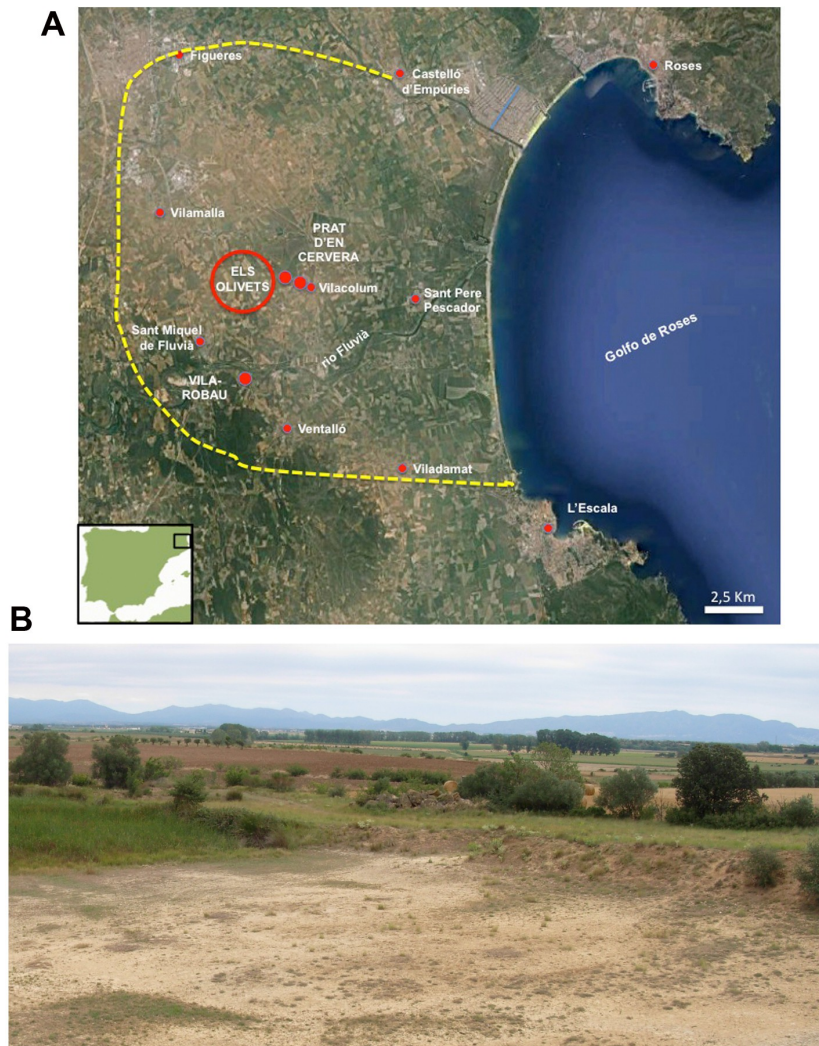 A
Figueres
Castelló
d'Empúries
Roses
Vilamalla
PRAT
D'EN
CERVERA
ELS
OLIVETS
Vilacolum
Sant Pere
Pescador
Sant Miquel
de Fluvià
rio Fluvià
Golfo de Roses
VILA-
ROBAU
Ventalló
Viladamat
L'Escala
2,5 Km
B